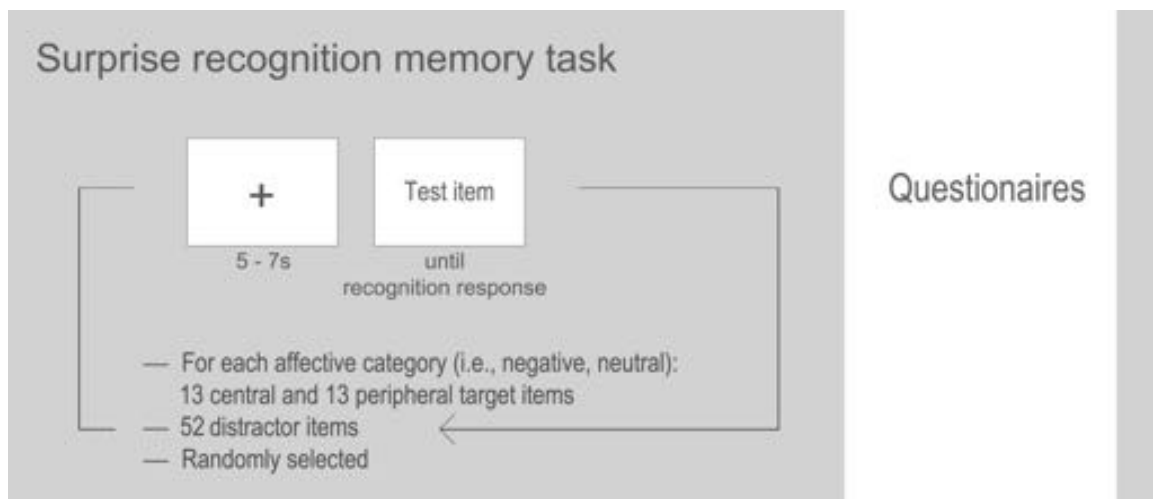 Surprise recognition memory task
+
Test item
5 - 7s
until
recognition response
— For each affective category (i.e., negative, neutral):
13 central and 13 peripheral target items
— 52 distractor items
— Randomly selected
Questionaires